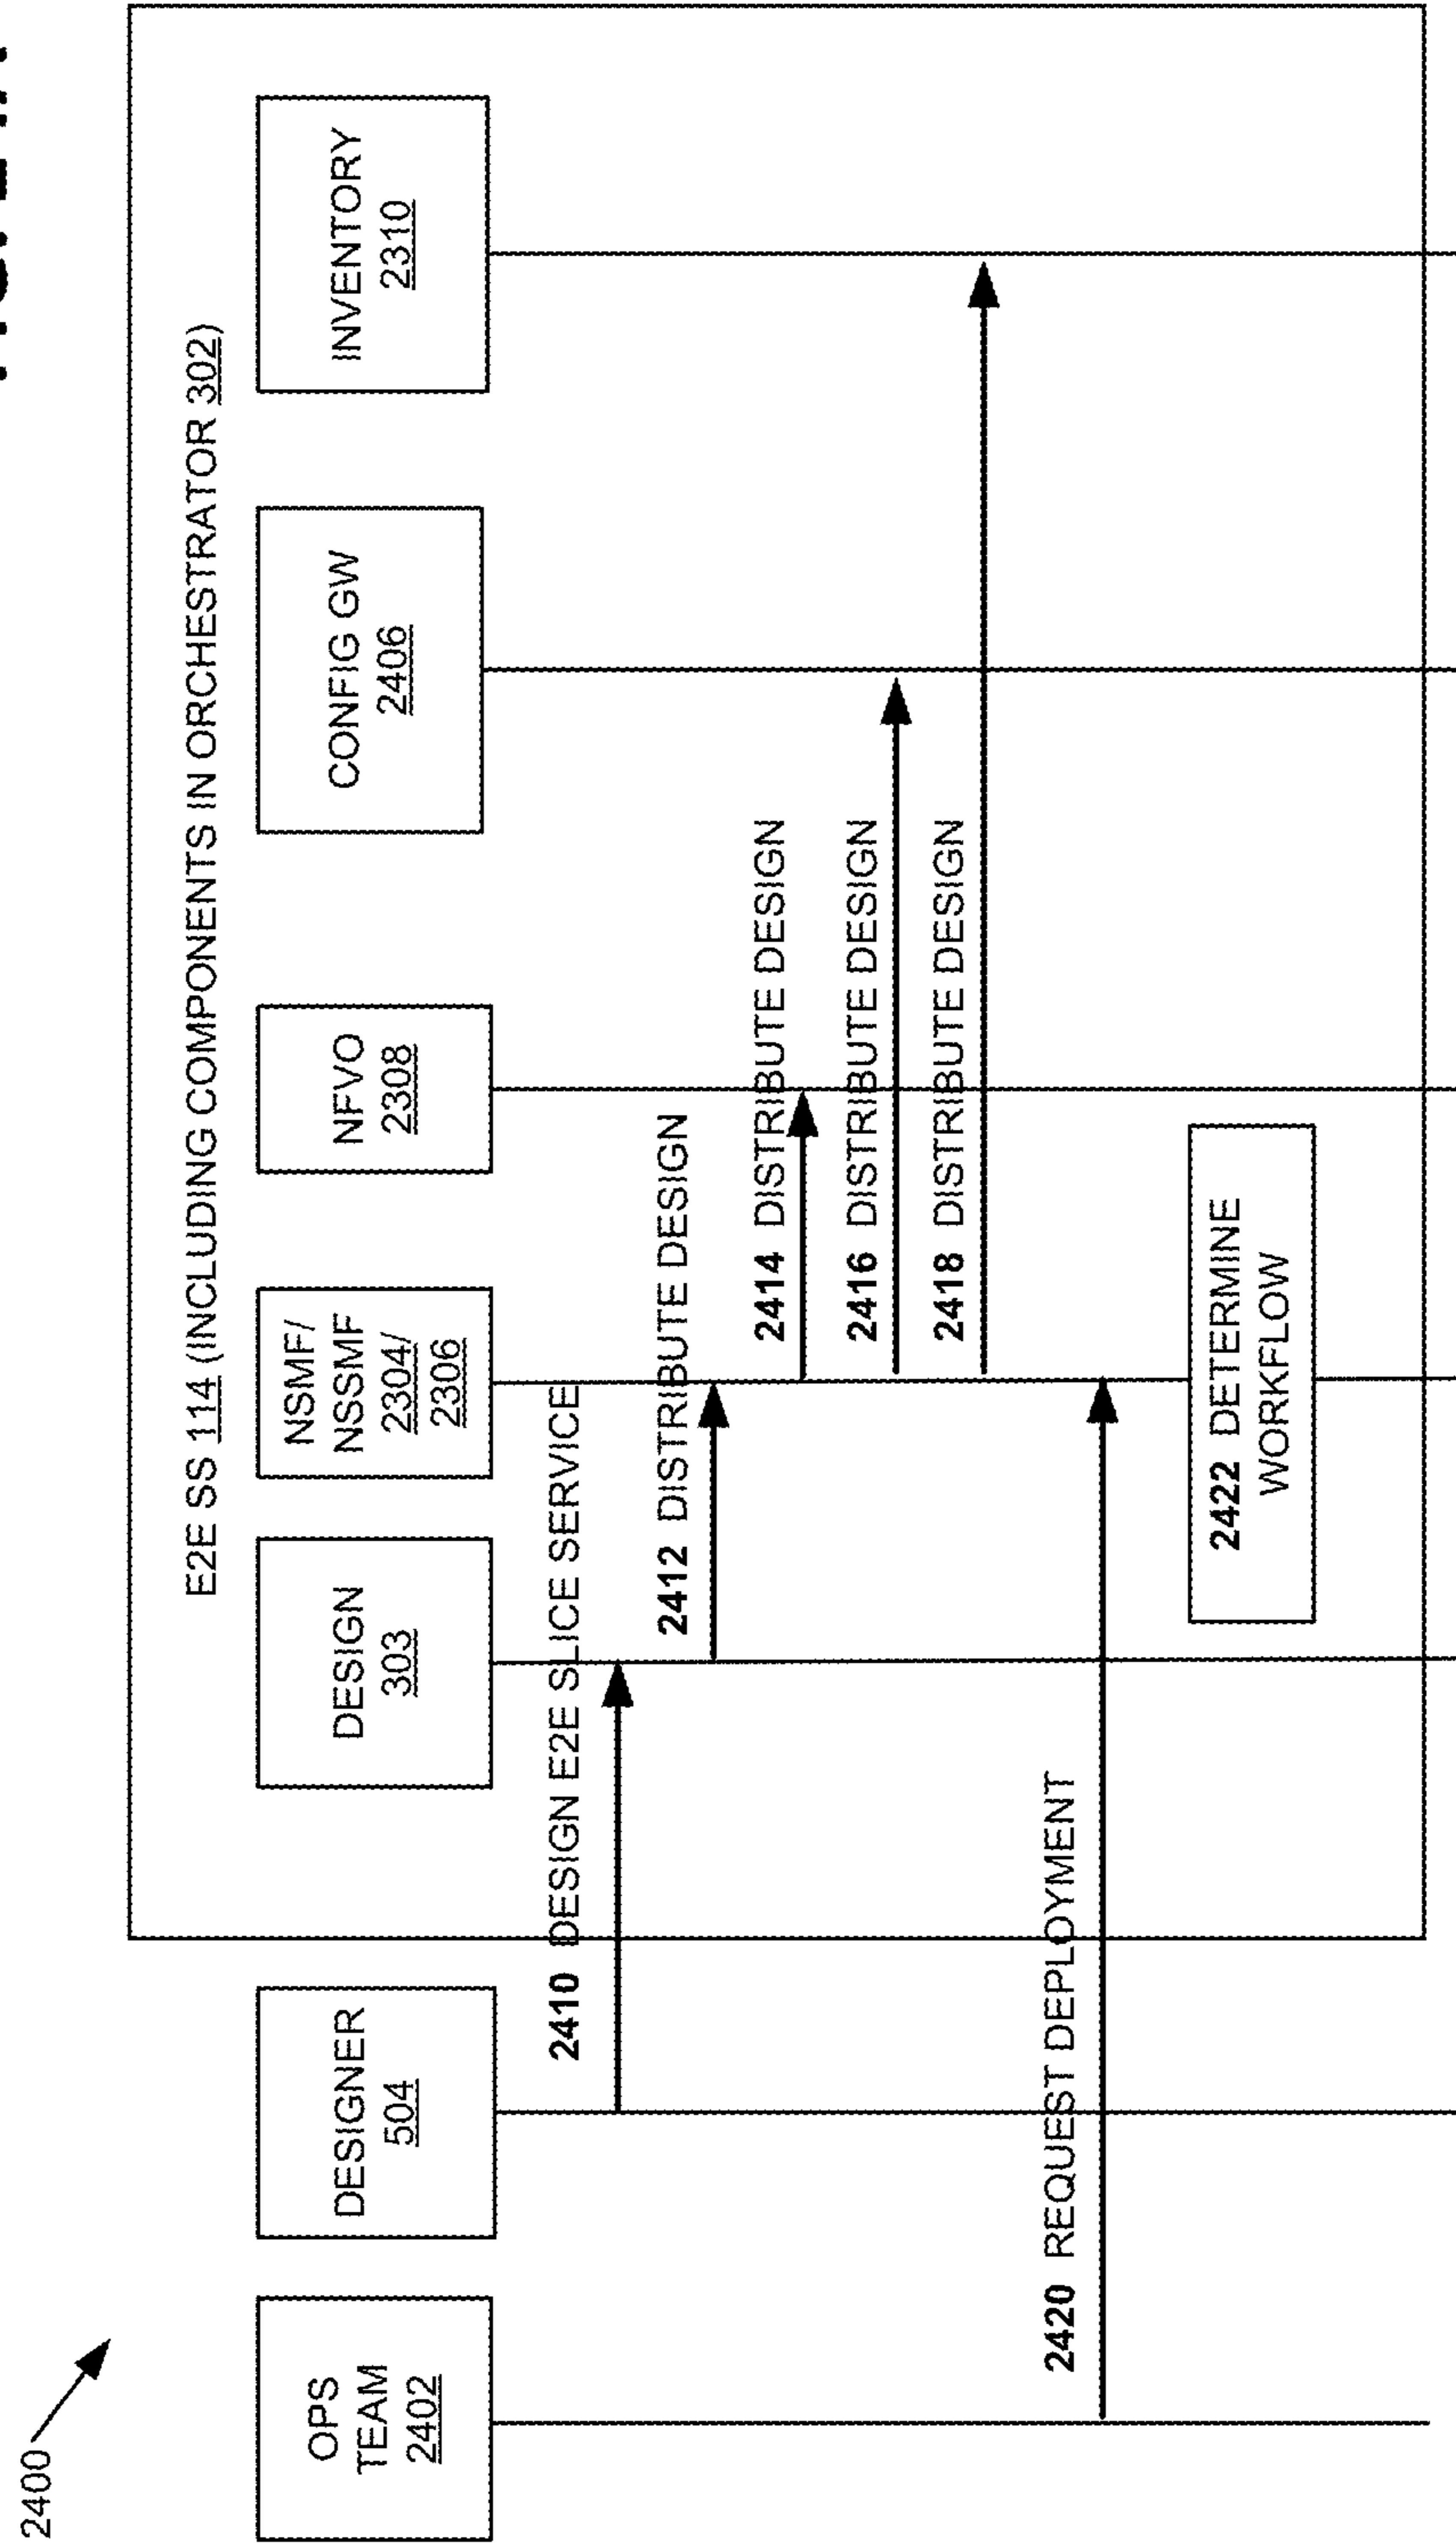 2400
E2E SS 114 (INCLUDING COMPONENTS IN ORCHESTRATOR 302)
OPS
TEAM
2402
DESIGNER
504
DESIGN
303
NSMF/
NSSMF
2304/
2306
NFVO
2308
CONFIG GW
2406
INVENTORY
2310
2410 DESIGN E2E SLICE SERVICE
2412 DISTRIBUTE DESIGN
2414 DISTRIBUTE DESIGN
2416 DISTRIBUTE DESIGN
2418 DISTRIBUTE DESIGN
2420 REQUEST DEPLOYMENT
2422 DETERMINE
WORKFLOW